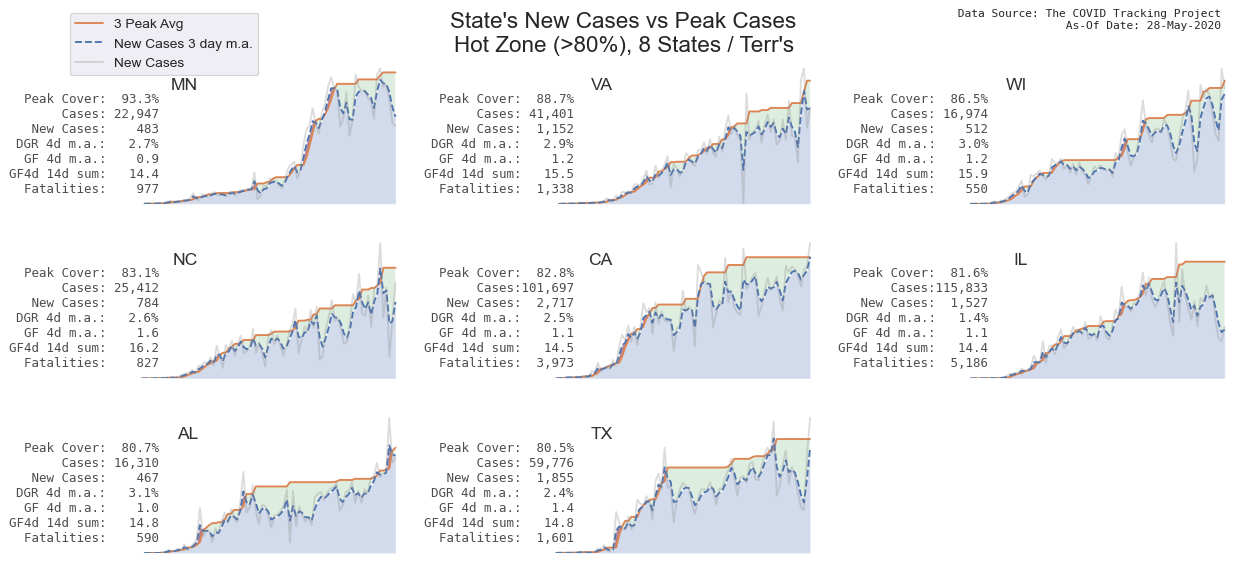 3 Peak Avg
New Cases 3 day m.a.
New Cases
State's New Cases vs Peak Cases
Hot Zone (>80%), 8 States / Terr's
Data Source: The COVID Tracking Project
As-Of Date: 28-May-2020
MN
Peak Cover: 93.3%
Cases: 22,947
New Cases: 483
DGR 4d m.a.: 2.7%
GF 4d m.a.: 0.9
GF4d 14d sum: 14.4
Fatalities: 977
VA
Peak Cover: 88.7%
Cases: 41,401
New Cases: 1,152
DGR 4d m.a.: 2.9%
GF 4d m.a.: 1.2
GF4d 14d sum: 15.5
Fatalities: 1,338
WI
Peak Cover: 86.5%
Cases: 16,974
New Cases: 512
DGR 4d m.a.: 3.0%
GF 4d m.a.: 1.2
GF4d 14d sum: 15.9
Fatalities: 550
NC
Peak Cover: 83.1%
Cases: 25,412
New Cases: 784
DGR 4d m.a.: 2.6%
GF 4d m.a.: 1.6
GF4d 14d sum: 16.2
Fatalities: 827
CA
Peak Cover: 82.8%
Cases:101,697
New Cases: 2,717
DGR 4d m.a.: 2.5%
GF 4d m.a.: 1.1
GF4d 14d sum: 14.5
Fatalities: 3,973
IL
Peak Cover: 81.6%
Cases:115,833
New Cases: 1,527
DGR 4d m.a.: 1.4%
GF 4d m.a.: 1.1
GF4d 14d sum: 14.4
Fatalities: 5,186
AL
Peak Cover: 80.7%
Cases: 16,310
New Cases: 467
DGR 4d m.a.: 3.1%
GF 4d m.a.: 1.0
GF4d 14d sum: 14.8
Fatalities: 590
TX
Peak Cover: 80.5%
Cases: 59,776
New Cases: 1,855
DGR 4d m.a.: 2.4%
GF 4d m.a.: 1.4
GF4d 14d sum: 14.8
Fatalities: 1,601